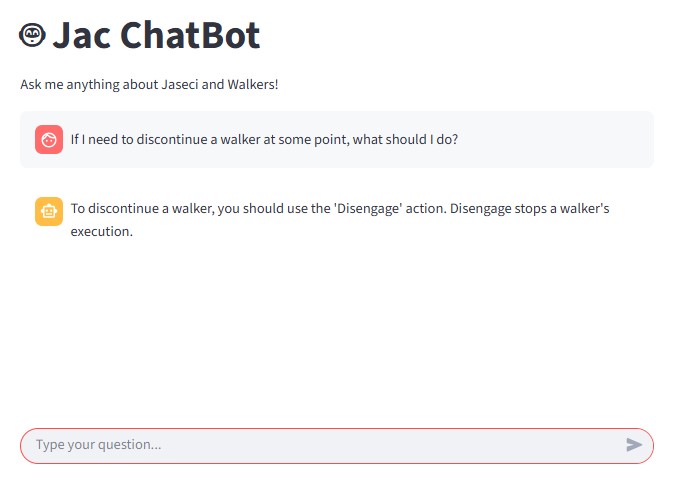 Jac ChatBot
Ask me anything about Jaseci and Walkers!
If I need to discontinue a walker at some point, what should I do?
To discontinue a walker, you should use the 'Disengage' action. Disengage stops a walker's
execution.
Type your question...